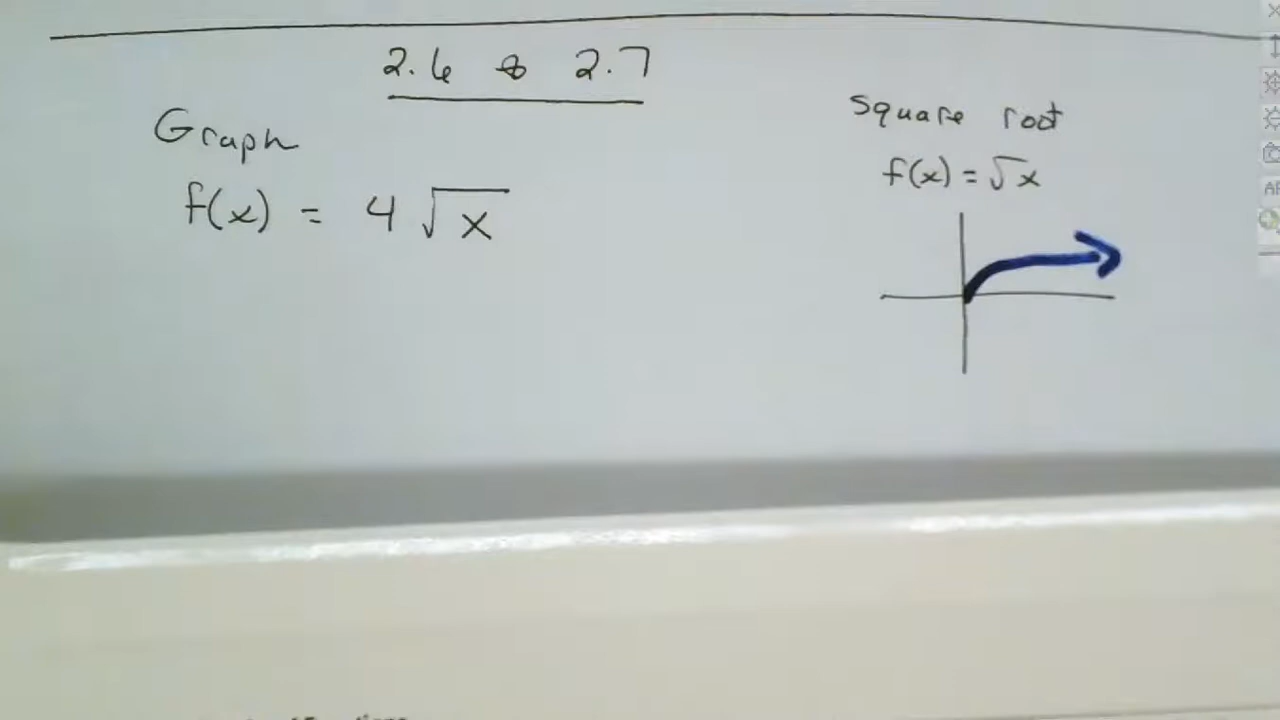 2.6 & 2.7
Graph
f(x) = 4√x
Square root
f(x) = √x